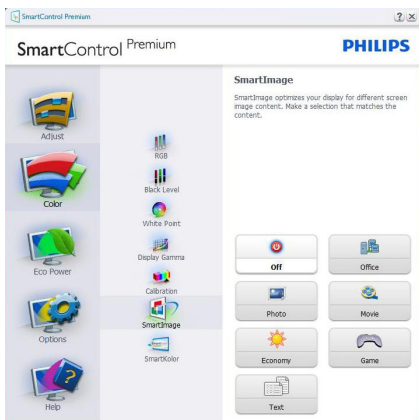 SmartControl Premium
SmartControl Premium
PHILIPS
Adjust
Color
Eco Power
Options
Help
RGB
Black Level
White Point
Display Gamma
Calibration
SmartImage
SmartKolor
SmartImage
SmartImage optimizes your display for different screen
image content. Make a selection that matches the
content.
Off
Office
Photo
Movie
Economy
Game
Text